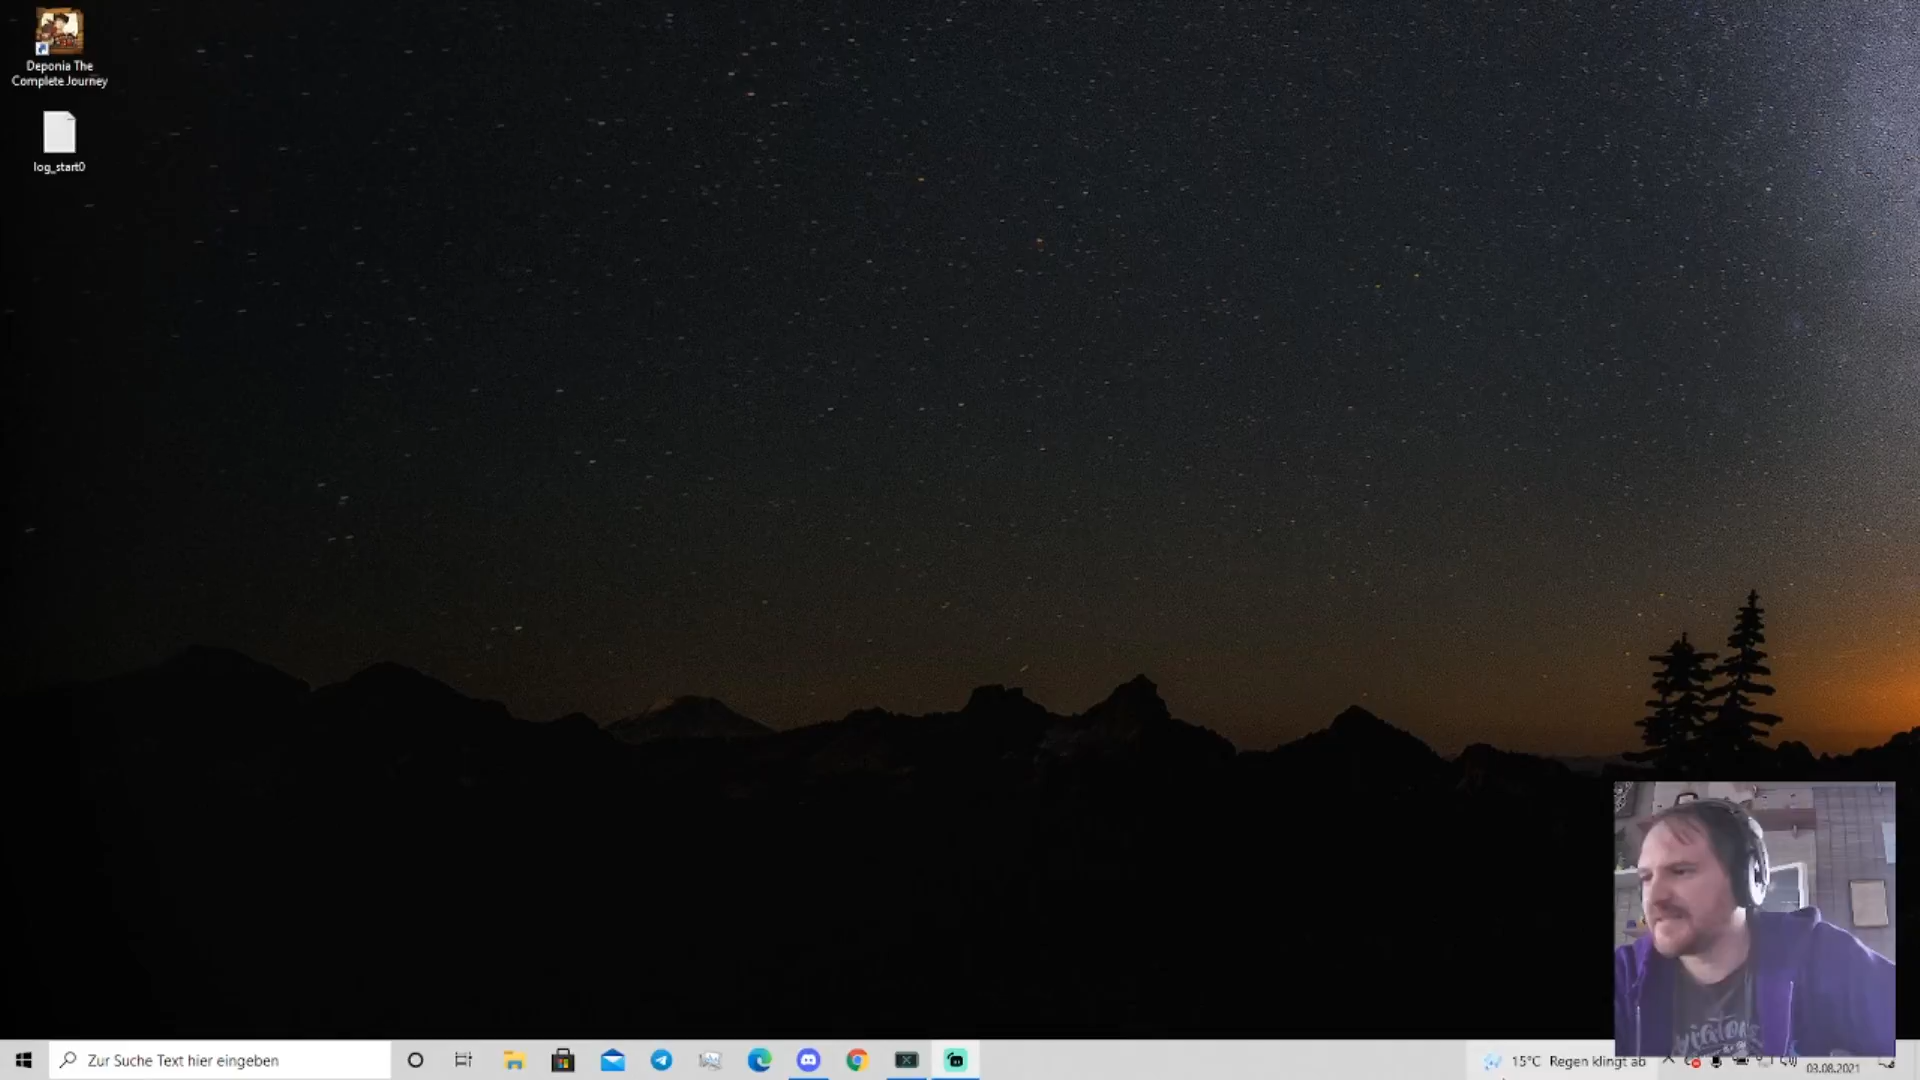 Deponia The
Complete Journey
log_start0
Zur Suche Text hier eingeben
15°C Regen klingt ab
03.08.2021